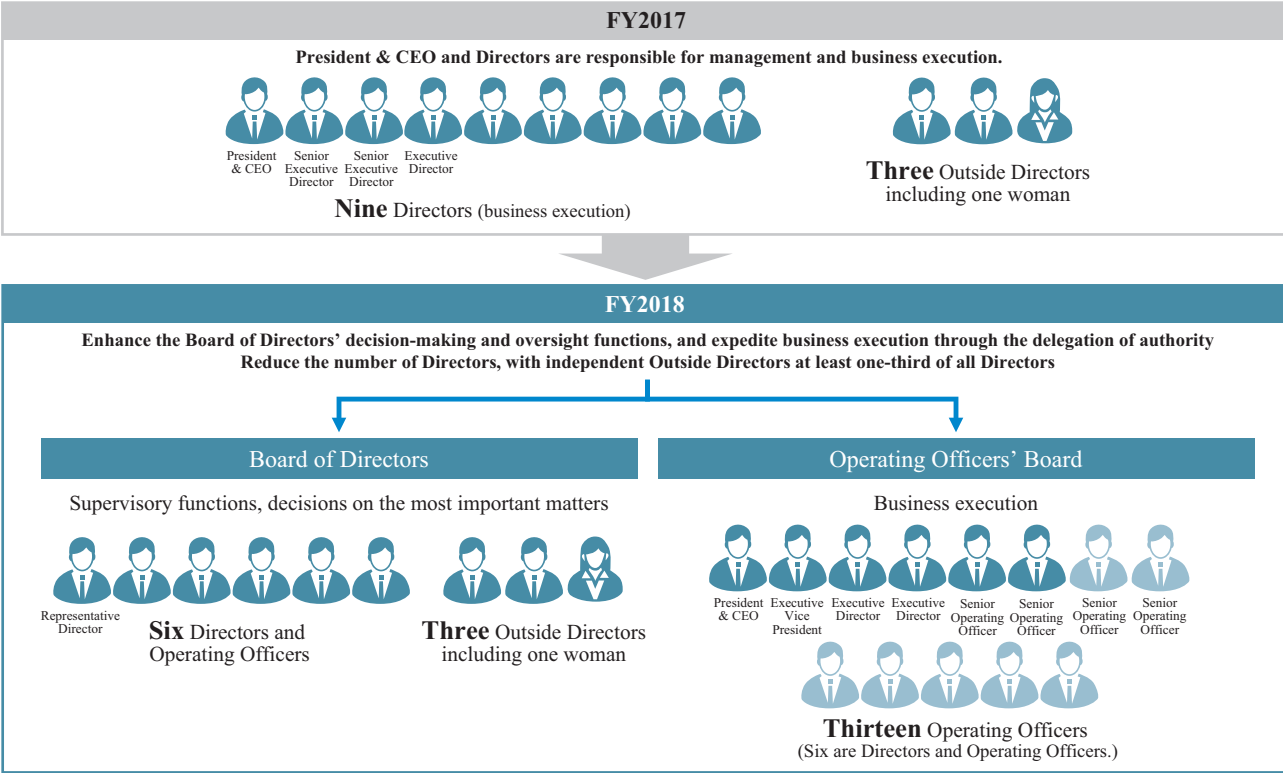 FY2017
President & CEO and Directors are responsible for management and business execution.
President
& CEO
Senior
Executive
Director
Senior
Executive
Director
Executive
Director
Nine Directors (business execution)
Three Outside Directors
including one woman
FY2018
Enhance the Board of Directors’ decision-making and oversight functions, and expedite business execution through the delegation of authority
Reduce the number of Directors, with independent Outside Directors at least one-third of all Directors
Board of Directors
Supervisory functions, decisions on the most important matters
Representative
Director
Six Directors and
Operating Officers
Three Outside Directors
including one woman
Operating Officers’ Board
Business execution
President
& CEO
Executive
Vice
President
Executive
Director
Executive
Director
Senior
Operating
Officer
Senior
Operating
Officer
Senior
Operating
Officer
Senior
Operating
Officer
Thirteen Operating Officers
(Six are Directors and Operating Officers.)